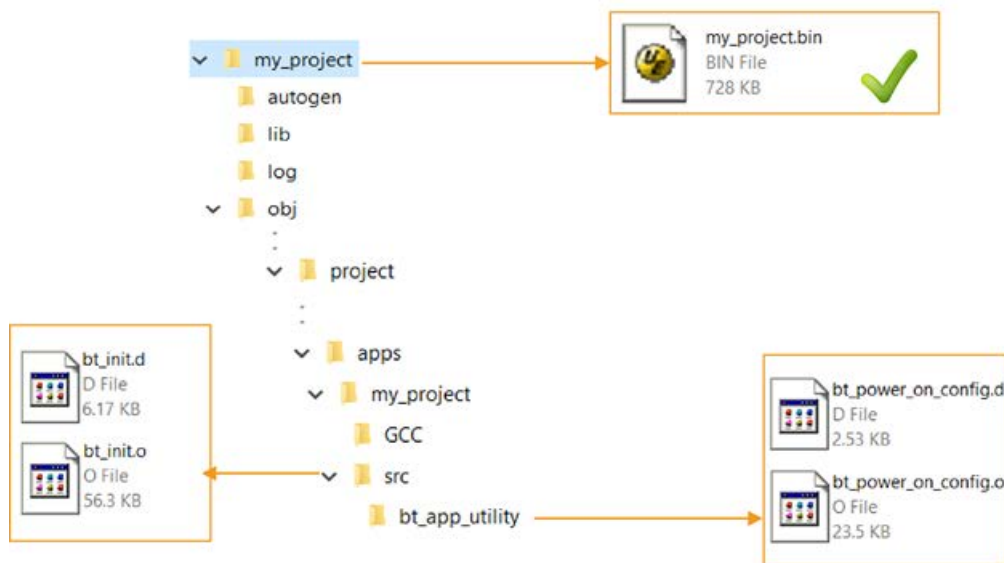 my_project
autogen
lib
log
obj
project
apps
my_project
GCC
src
bt_app_utility
my_project.bin
BIN File
728 KB
bt_init.d
D File
6.17 KB
bt_init.o
O File
56.3 KB
bt_power_on_config.d
D File
2.53 KB
bt_power_on_config.o
O File
23.5 KB